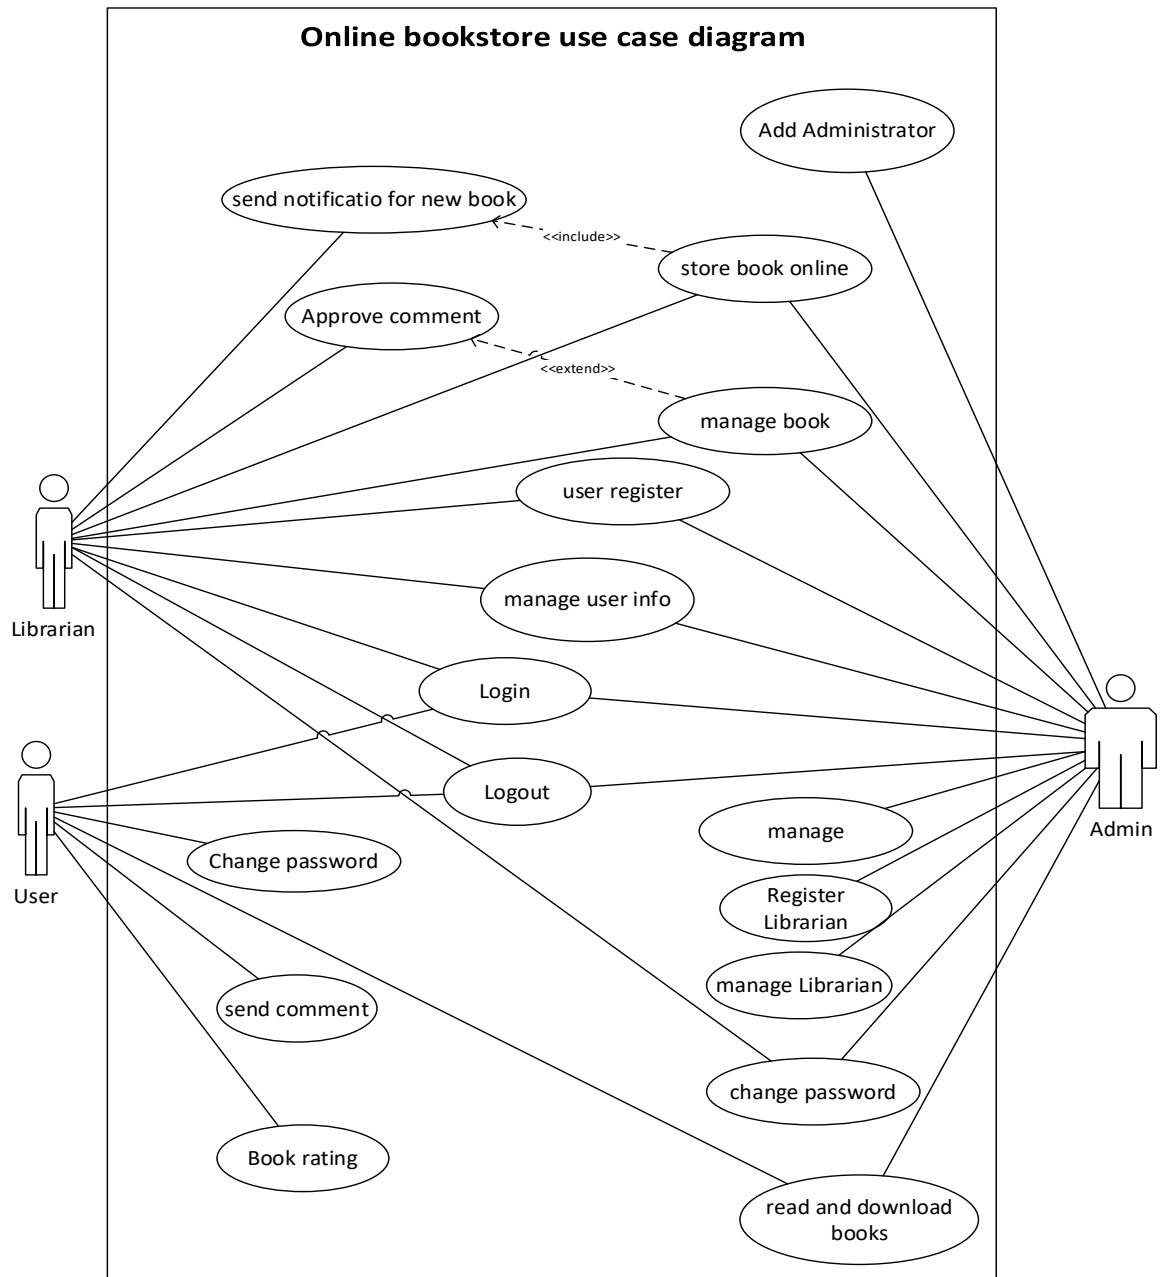 Online bookstore use case diagram
Add Administrator
send notificatio for new book
<<include>>
store book online
Approve comment
<<extend>>
manage book
user register
manage user info
Librarian
Login
Logout
manage
Admin
Change password
User
Register
Librarian
manage Librarian
send comment
change password
Book rating
read and download
books